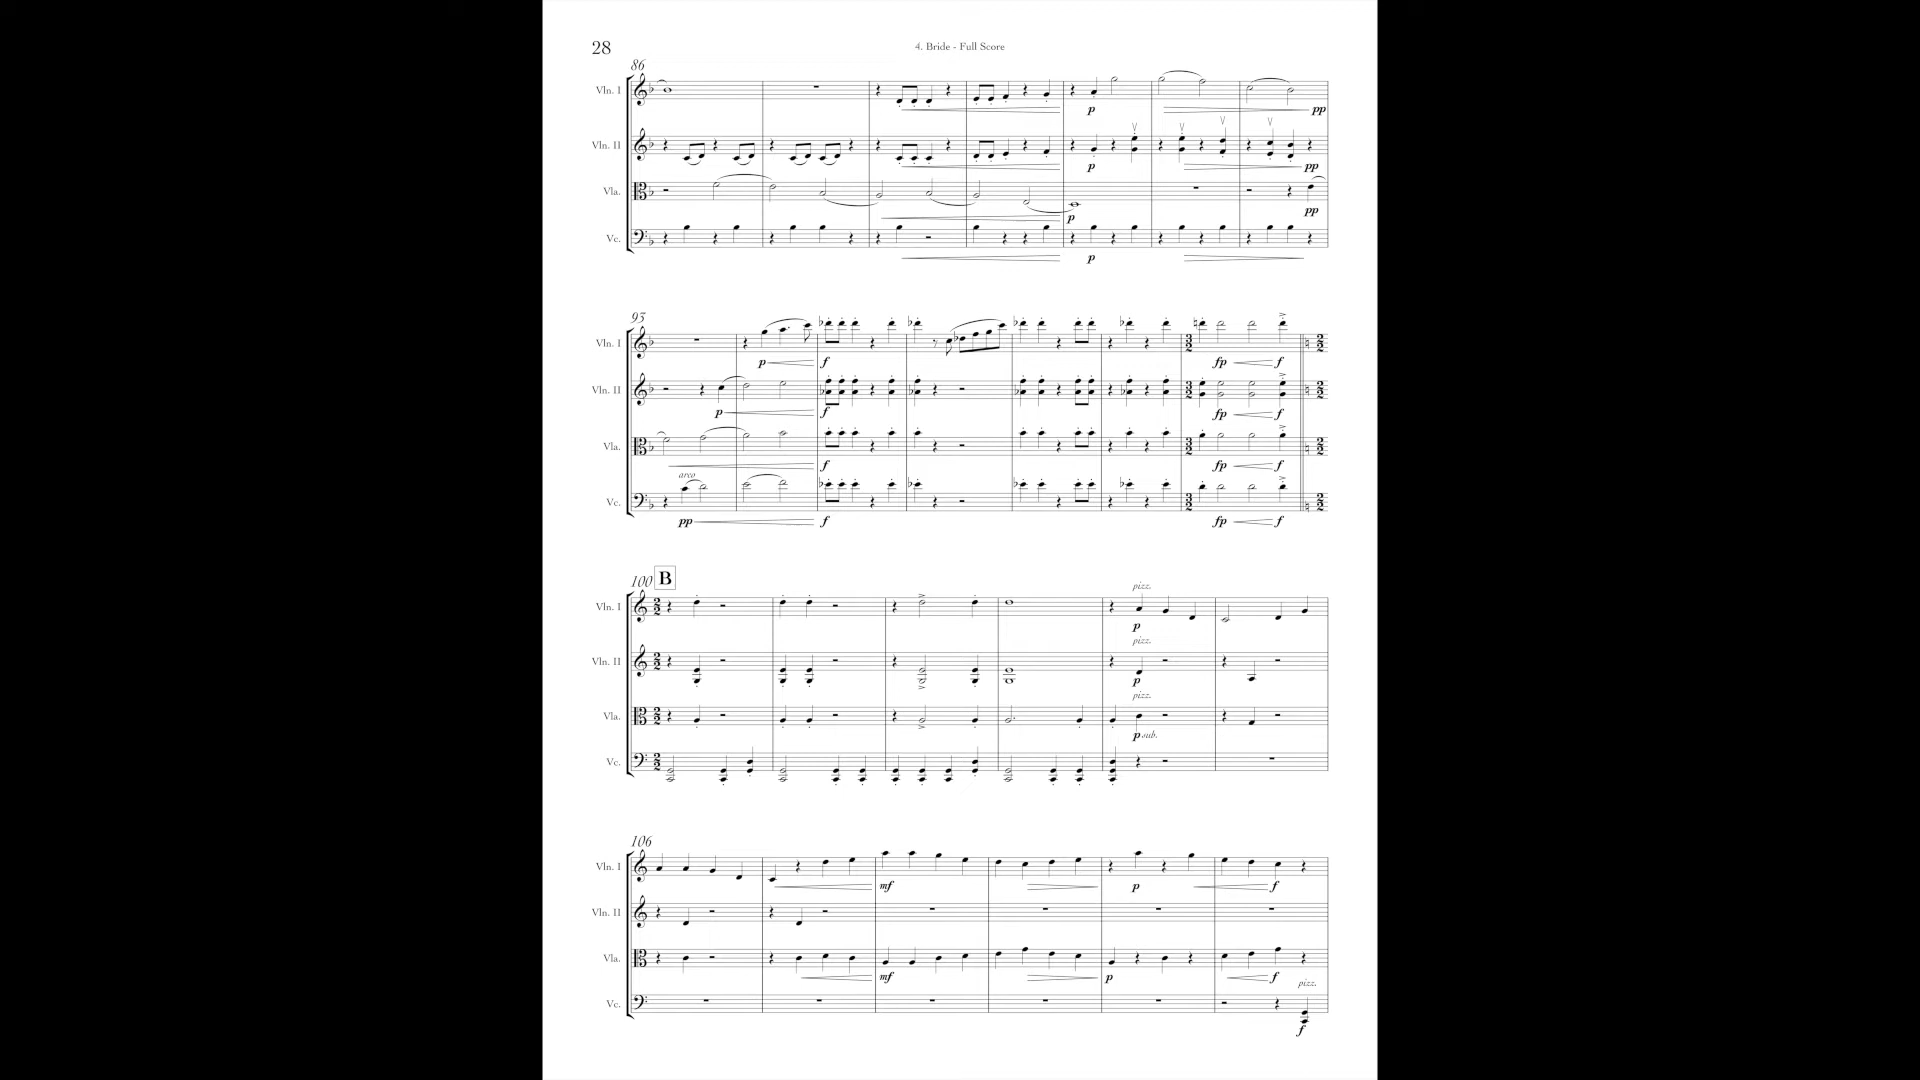 28
4. Bride - Full Score
86
Vln. I
p
pp
Vln. II
p
pp
Vla.
p
pp
Vc.
p
93
Vln. I
p
f
fp
f
Vln. II
p
f
fp
f
Vla.
f
fp
f
arco
Vc.
pp
f
fp
f
100 B
pizz.
Vln. I
p
pizz.
Vln. II
p
pizz.
Vla.
p sub.
Vc.
106
Vln. I
mf
p
f
Vln. II
Vla.
mf
p
f
pizz.
Vc.
f